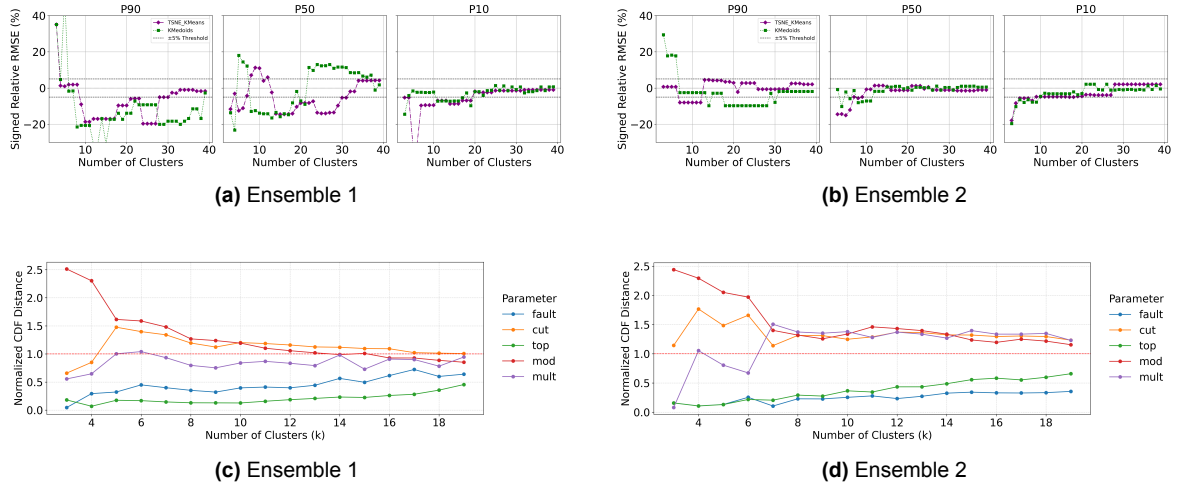 P90 P50 P10
Signed Relative RMSE (%)
40
20
0
−20
TSNE_KMeans
KMedoids
±5% Threshold
10 20 30 40 10 20 30 40 10 20 30 40
Number of Clusters Number of Clusters Number of Clusters
(a) Ensemble 1
P90 P50 P10
Signed Relative RMSE (%)
40
20
0
−20
TSNE_KMeans
KMedoids
±5% Threshold
10 20 30 40 10 20 30 40 10 20 30 40
Number of Clusters Number of Clusters Number of Clusters
(b) Ensemble 2
Normalized CDF Distance
2.5
2.0
1.5
1.0
0.5
0.0
4 6 8 10 12 14 16 18
Number of Clusters (k)
Parameter
fault
cut
top
mod
mult
(c) Ensemble 1
Normalized CDF Distance
2.5
2.0
1.5
1.0
0.5
0.0
4 6 8 10 12 14 16 18
Number of Clusters (k)
Parameter
fault
cut
top
mod
mult
(d) Ensemble 2